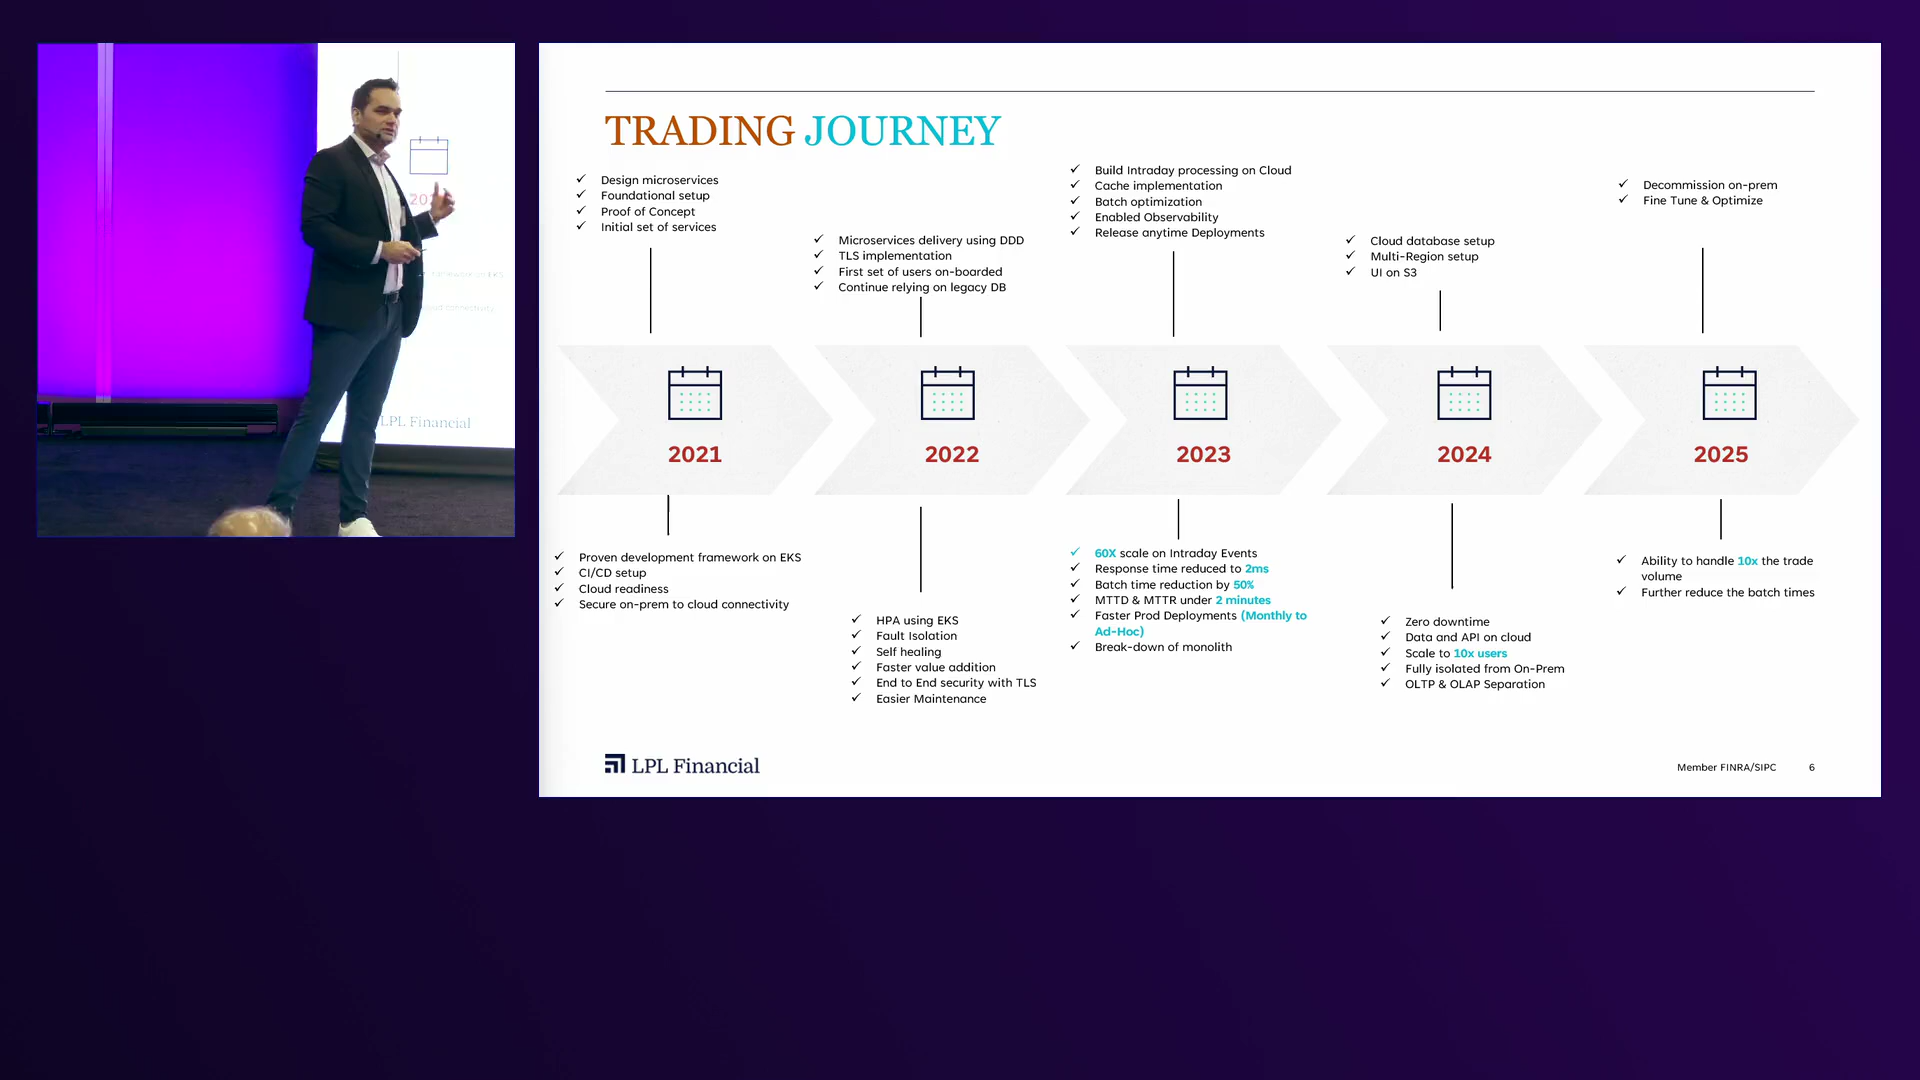 TRADING JOURNEY
Design microservices
Foundational setup
Proof of Concept
Initial set of services
Microservices delivery using DDD
TLS implementation
First set of users on-boarded
Continue relying on legacy DB
Build Intraday processing on Cloud
Cache implementation
Batch optimization
Enabled Observability
Release anytime Deployments
Cloud database setup
Multi-Region setup
UI on S3
Decommission on-prem
Fine Tune & Optimize
2021
2022
2023
2024
2025
Proven development framework on EKS
CI/CD setup
Cloud readiness
Secure on-prem to cloud connectivity
HPA using EKS
Fault Isolation
Self healing
Faster value addition
End to End security with TLS
Easier Maintenance
60X scale on Intraday Events
Response time reduced to 2ms
Batch time reduction by 50%
MTTD & MTTR under 2 minutes
Faster Prod Deployments (Monthly to
Ad-Hoc)
Break-down of monolith
Zero downtime
Data and API on cloud
Scale to 10x users
Fully isolated from On-Prem
OLTP & OLAP Separation
Ability to handle 10x the trade
volume
Further reduce the batch times
LPL Financial
Member FINRA/SIPC
6
LPL Financial